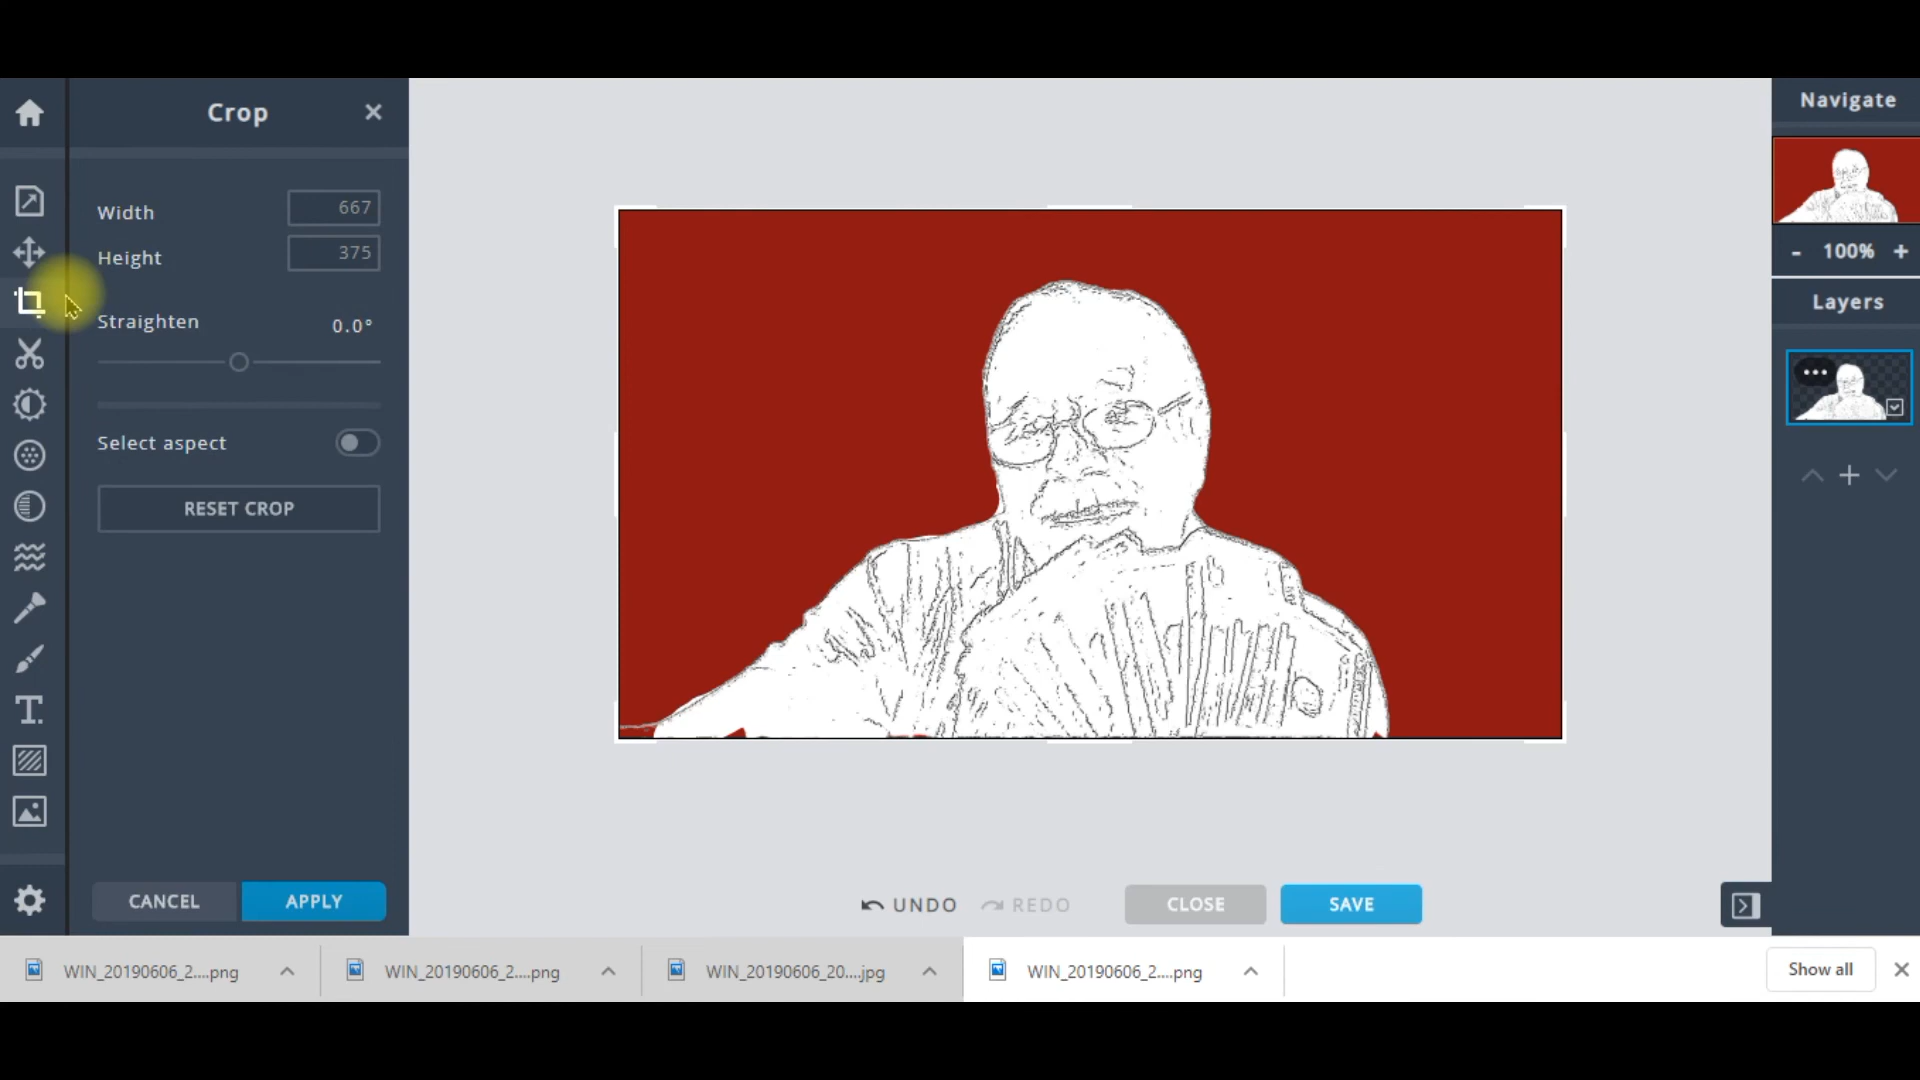 Crop
Width
667
Height
375
Straighten
0.0°
Select aspect
RESET CROP
CANCEL
APPLY
UNDO
REDO
CLOSE
SAVE
Navigate
- 100% +
Layers
WIN_20190606_2....png
WIN_20190606_2....png
WIN_20190606_20....jpg
WIN_20190606_2....png
Show all